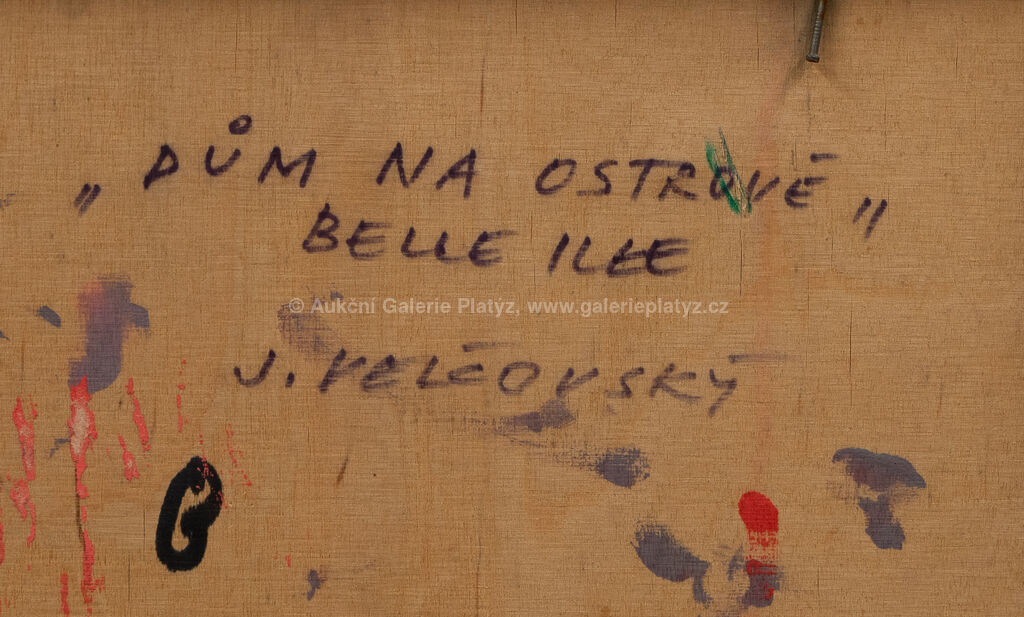 „DŮM NA OSTROVĚ"
BELLE ILLE
© Aukční Galerie Platýz, www.galerieplatyz.cz
J. VELČOVSKÝ